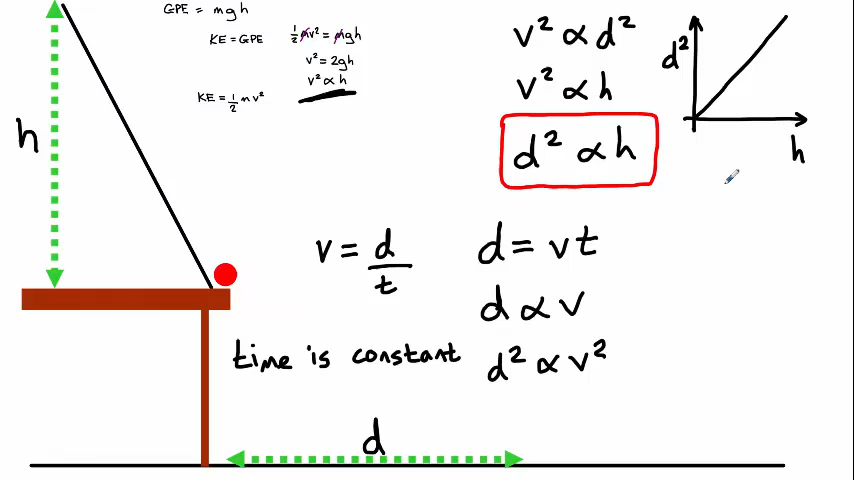 GPE = mgh
KE = GPE
½mv² = mgh
v² = 2gh
v² ∝ h
KE = ½mv²
h
v² ∝ d²
v² ∝ h
d² ∝ h
d²
h
v = d/t
d = vt
d ∝ v
time is constant
d² ∝ v²
d